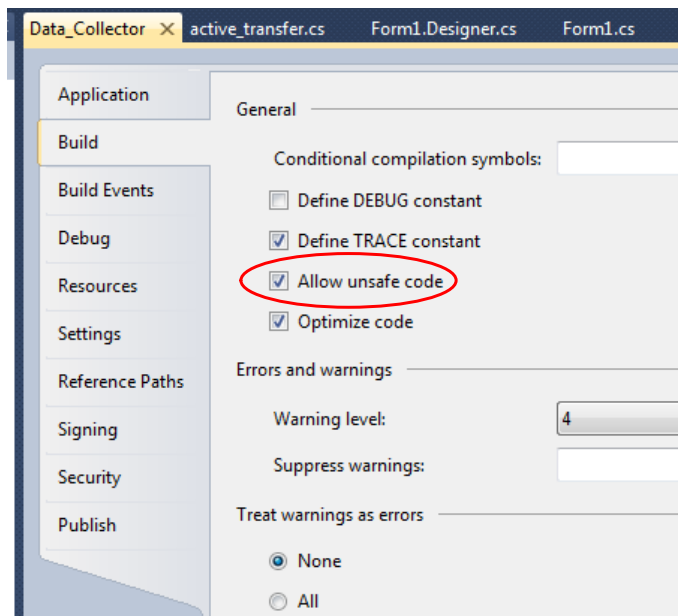 Data_Collector × active_transfer.cs Form1.Designer.cs Form1.cs
Application
Build
Build Events
Debug
Resources
Settings
Reference Paths
Signing
Security
Publish
General
Conditional compilation symbols:
Define DEBUG constant
Define TRACE constant
Allow unsafe code
Optimize code
Errors and warnings
Warning level: 4
Suppress warnings:
Treat warnings as errors
None
All